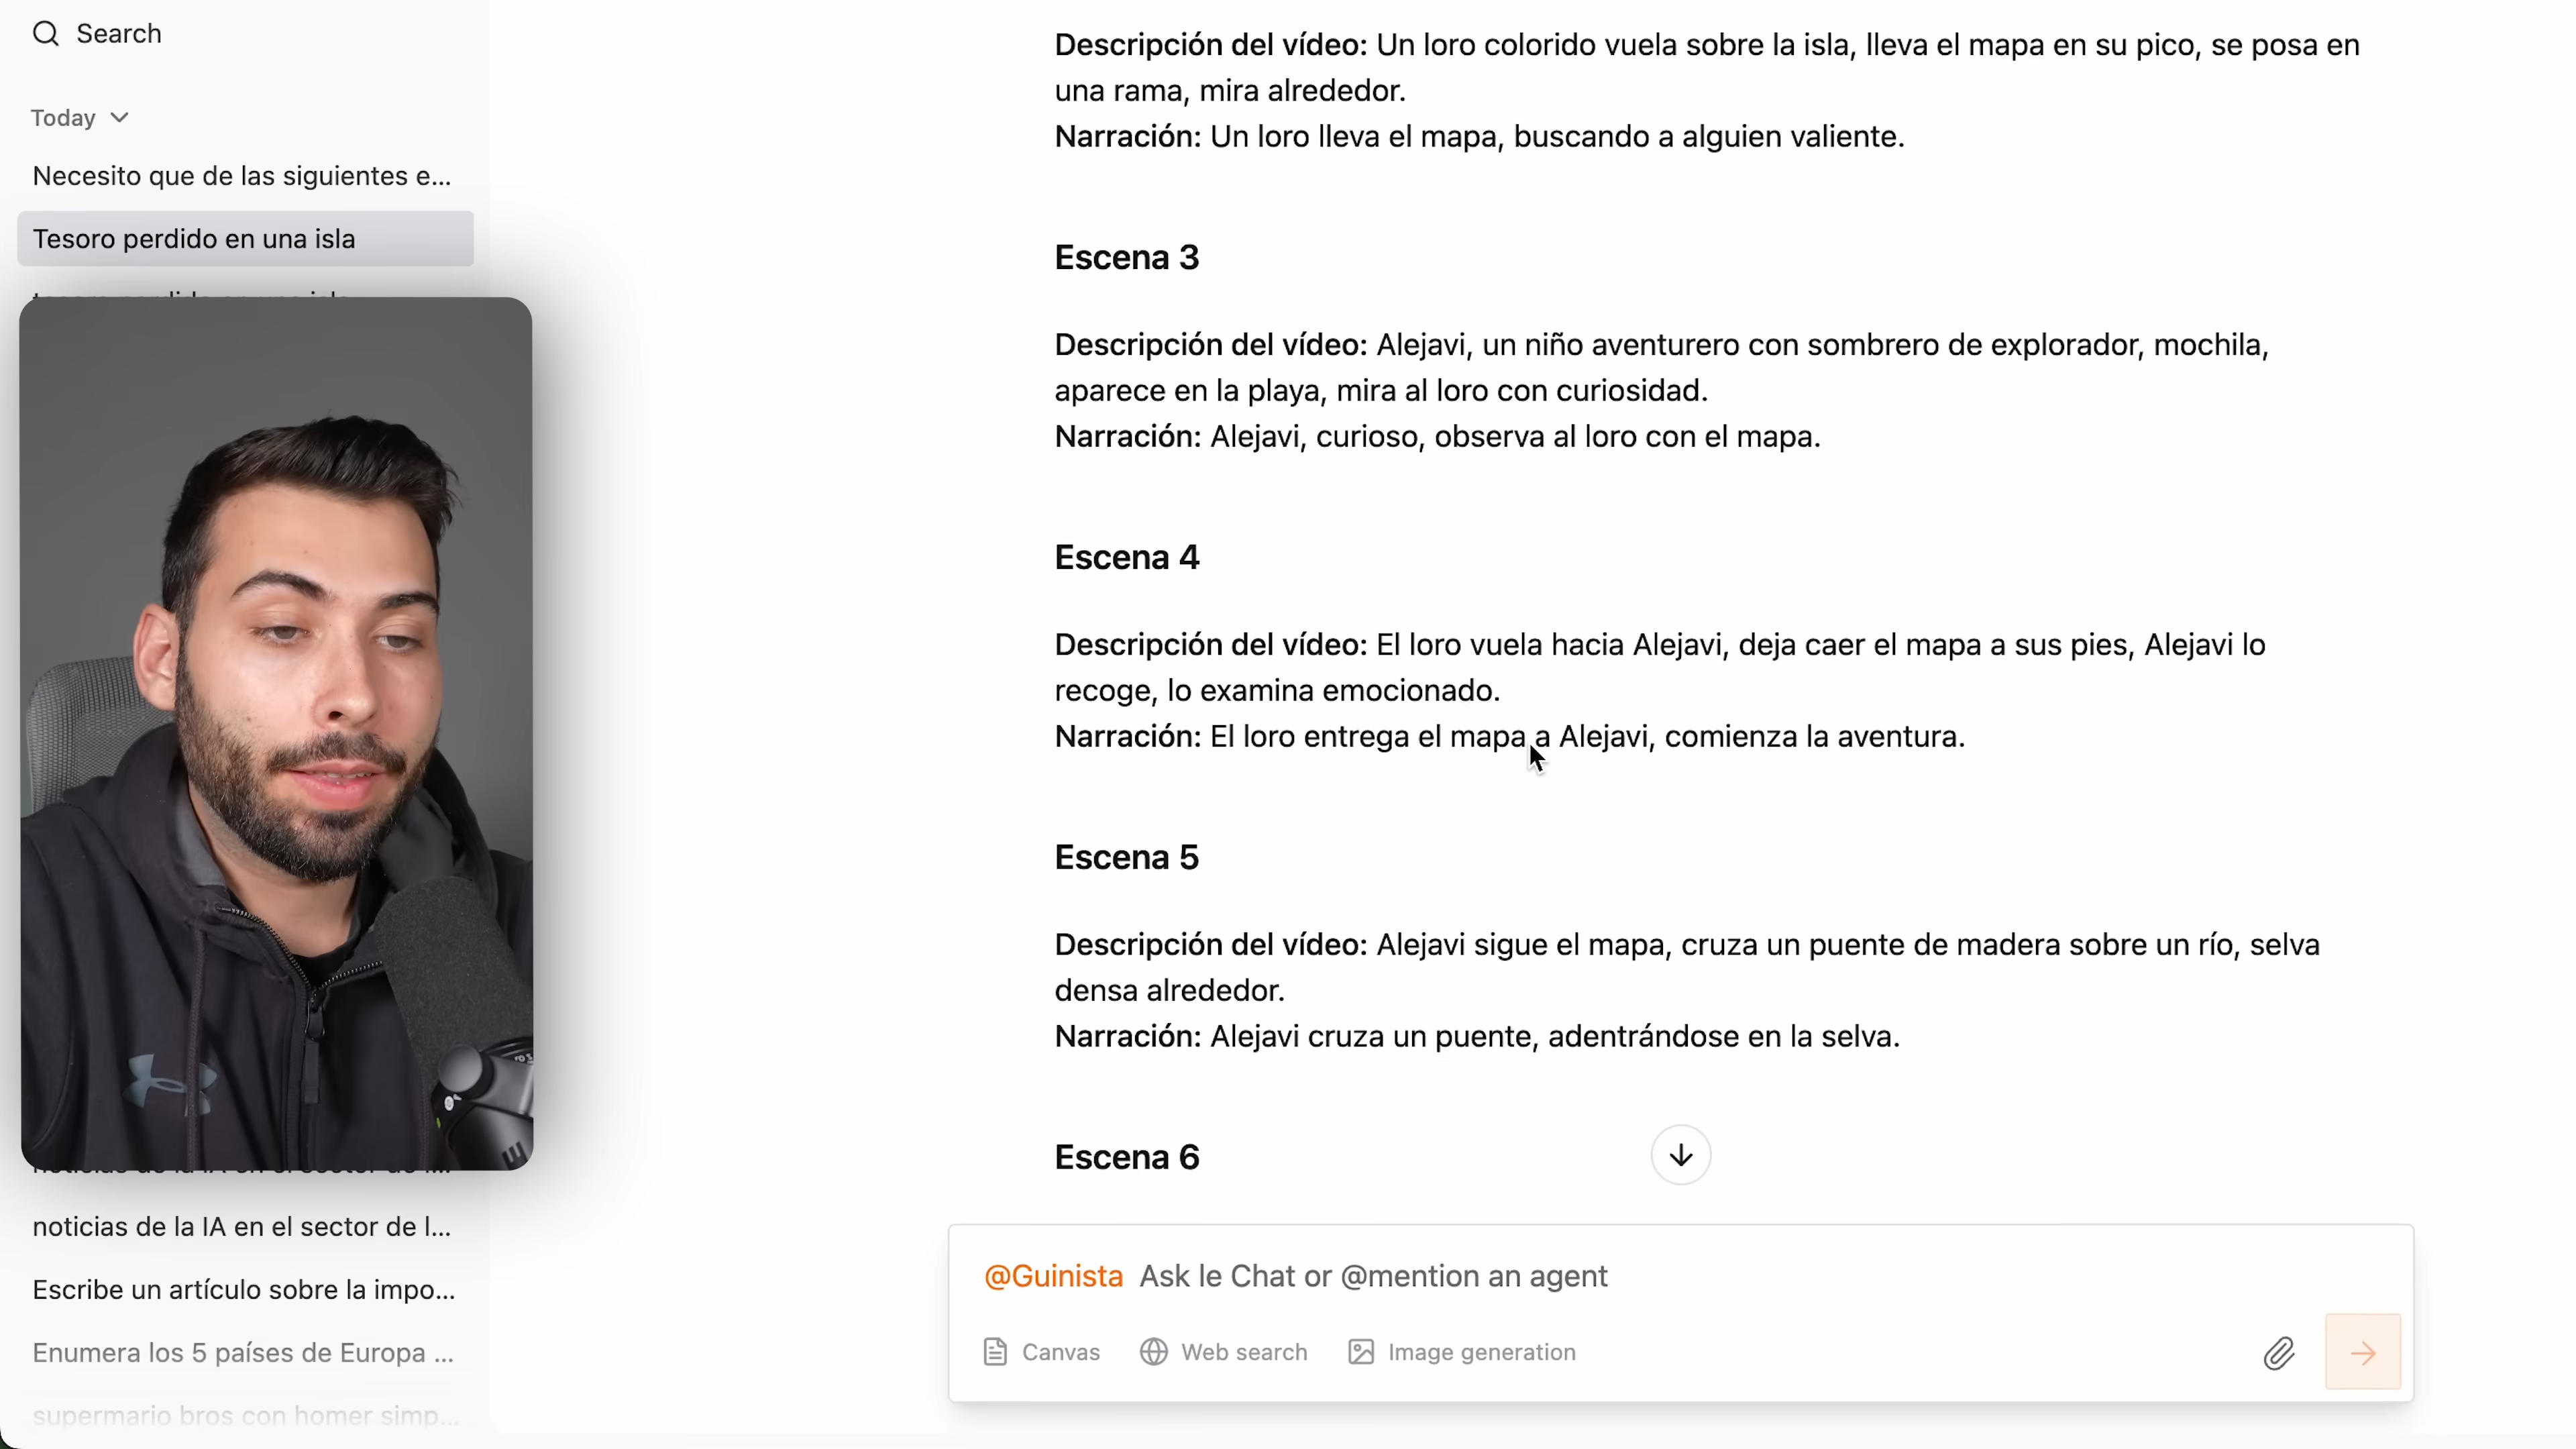 Search
Today
Necesito que de las siguientes e...
Tesoro perdido en una isla
noticias de la IA en el sector de l...
Escribe un artículo sobre la impo...
Enumera los 5 países de Europa ...
supermario bros con homer simp...
Descripción del vídeo: Un loro colorido vuela sobre la isla, lleva el mapa en su pico, se posa en
una rama, mira alrededor.
Narración: Un loro lleva el mapa, buscando a alguien valiente.
Escena 3
Descripción del vídeo: Alejavi, un niño aventurero con sombrero de explorador, mochila,
aparece en la playa, mira al loro con curiosidad.
Narración: Alejavi, curioso, observa al loro con el mapa.
Escena 4
Descripción del vídeo: El loro vuela hacia Alejavi, deja caer el mapa a sus pies, Alejavi lo
recoge, lo examina emocionado.
Narración: El loro entrega el mapa a Alejavi, comienza la aventura.
Escena 5
Descripción del vídeo: Alejavi sigue el mapa, cruza un puente de madera sobre un río, selva
densa alrededor.
Narración: Alejavi cruza un puente, adentrándose en la selva.
Escena 6
@Guinista Ask le Chat or @mention an agent
Canvas Web search Image generation